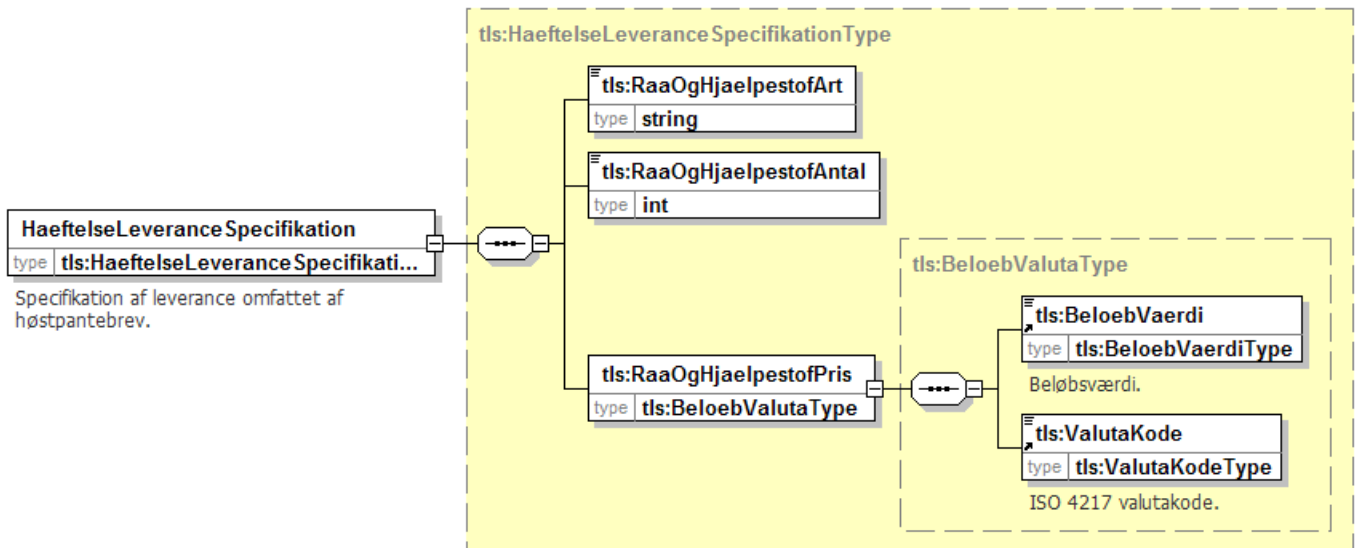 tls:HaeftelseLeveranceSpecifikationType
tls:RaaOgHjaelpestofArt
type string
tls:RaaOgHjaelpestofAntal
type int
HaeftelseLeveranceSpecifikation
type tls:HaeftelseLeveranceSpecifikati...
Specifikation af leverance omfattet af
høstpantebrev.
tls:RaaOgHjaelpestofPris
type tls:BeloebValutaType
tls:BeloebValutaType
tls:BeloebVaerdi
type tls:BeloebVaerdiType
Beløbsværdi.
tls:ValutaKode
type tls:ValutaKodeType
ISO 4217 valutakode.